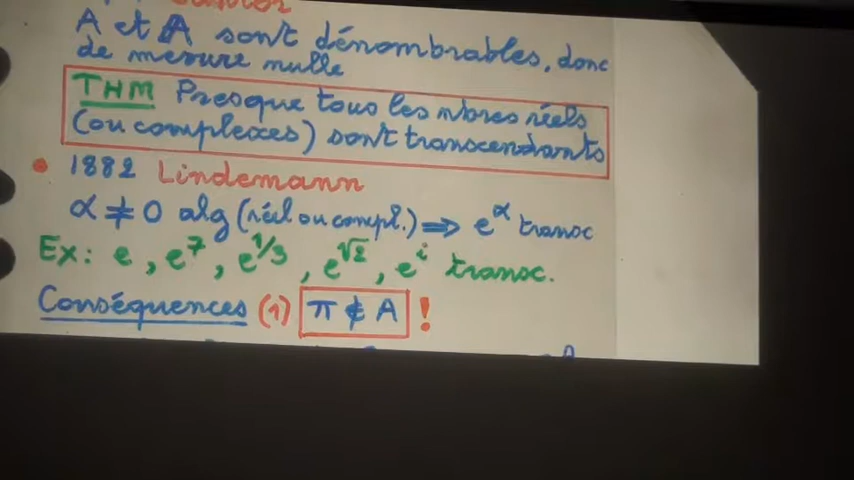 Cantor
A et A sont dénombrables, donc
de mesure nulle
THM Presque tous les nbres réels
(ou complexes) sont transcendants
• 1882 Lindemann
α ≠ 0 alg (réel ou compl.) ⇒ e^α transc
Ex: e, e^7, e^1/3, e^√2, e^i transc.
Conséquences (1) π ∉ A !